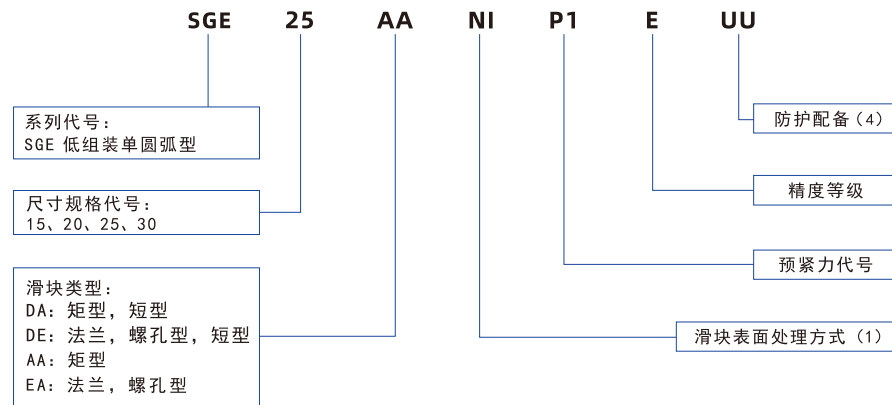 SGE 25 AA NI P1 E UU
系列代号：
SGE 低组装单圆弧型
尺寸规格代号：
15、20、25、30
滑块类型：
DA：矩型，短型
DE：法兰，螺孔型，短型
AA：矩型
EA：法兰，螺孔型
防护配备（4）
精度等级
预紧力代号
滑块表面处理方式（1）